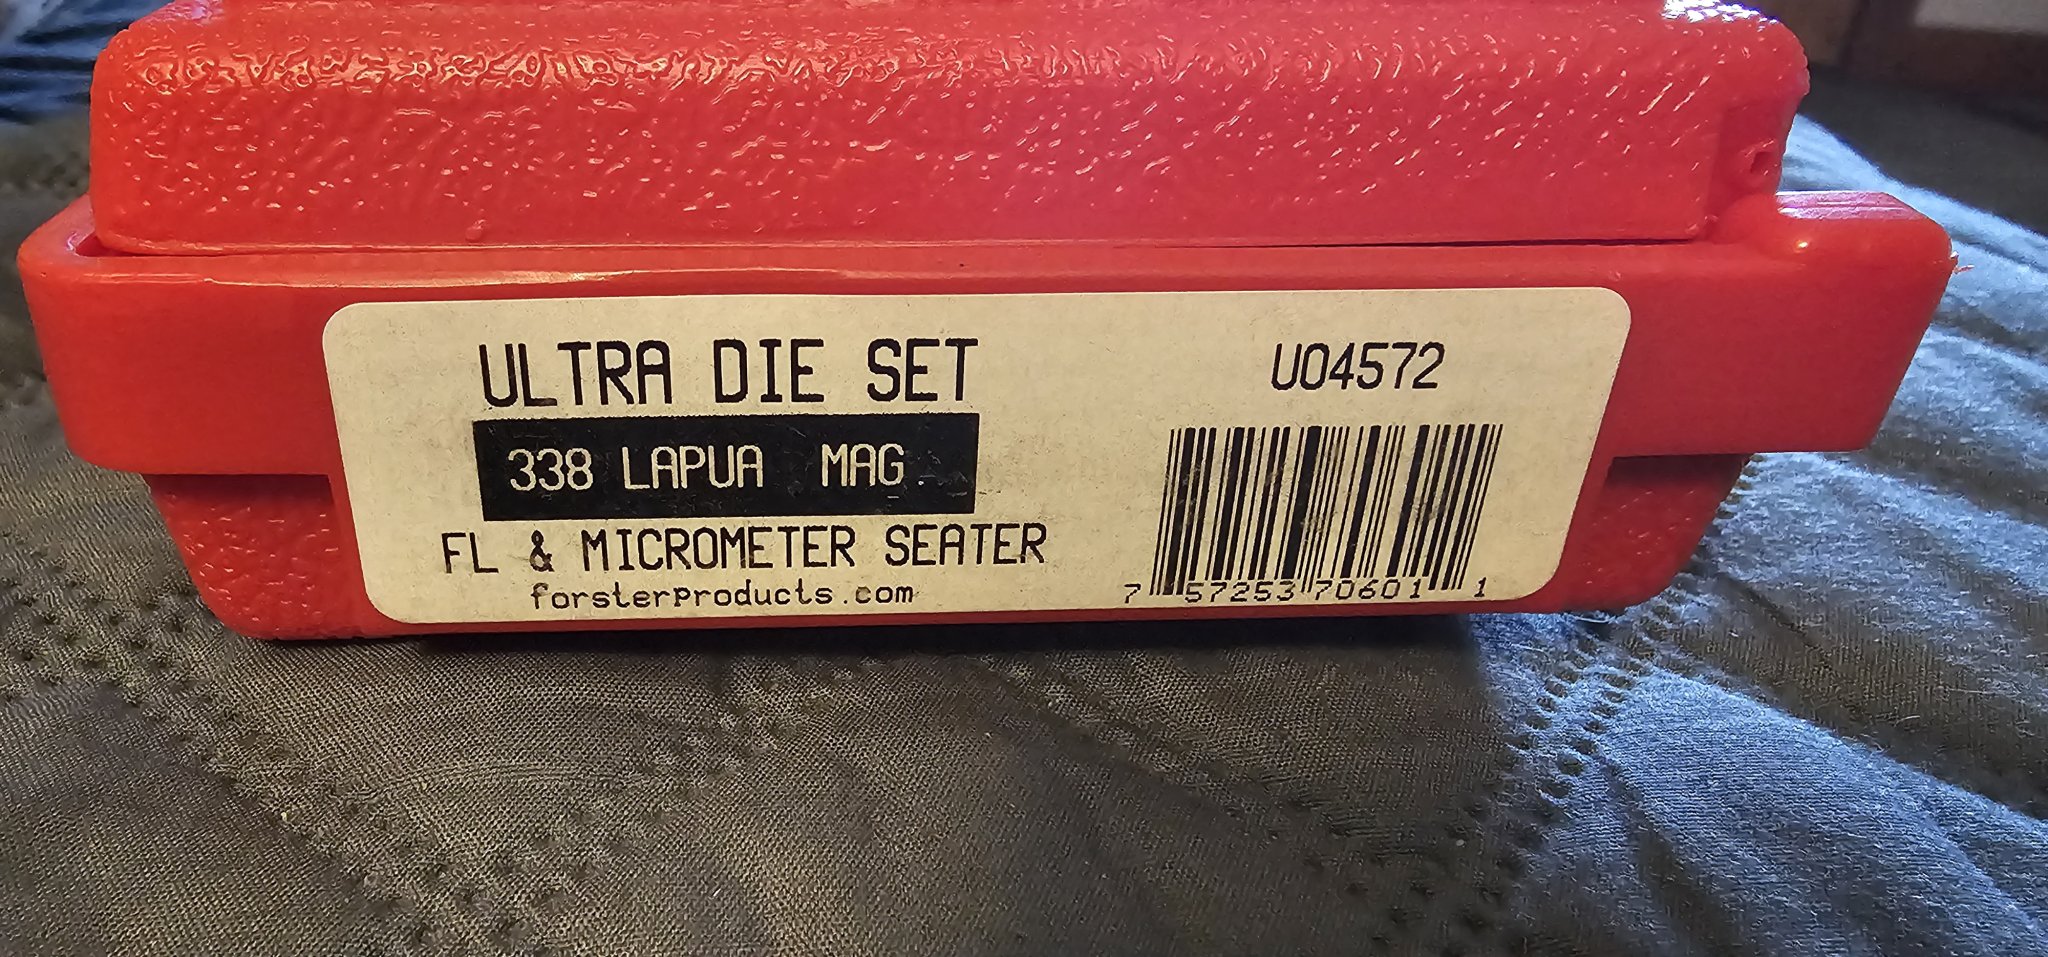 ULTRA DIE SET
338 LAPUA MAG.
FL & MICROMETER SEATER
forsterproducts.com
U04572
7 57253 70601 1